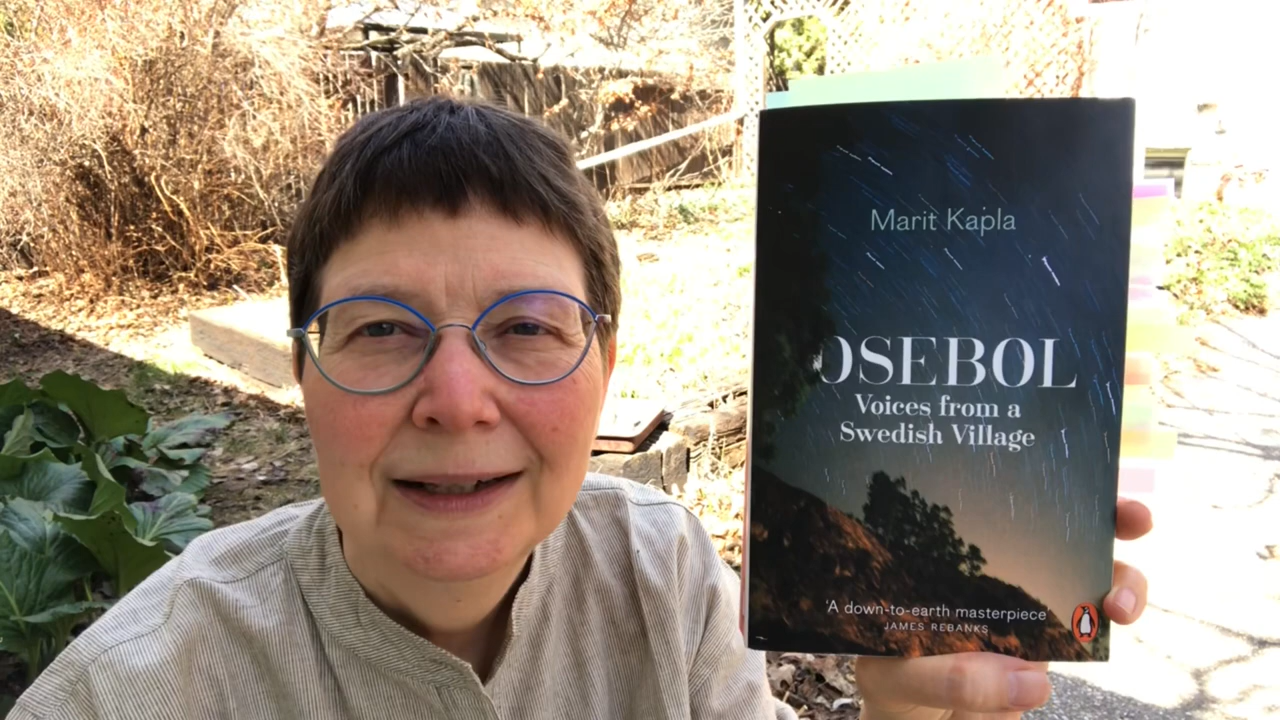 Marit Kapla
OSEBOL
Voices from a
Swedish Village
'A down-to-earth masterpiece'
JAMES REBANKS